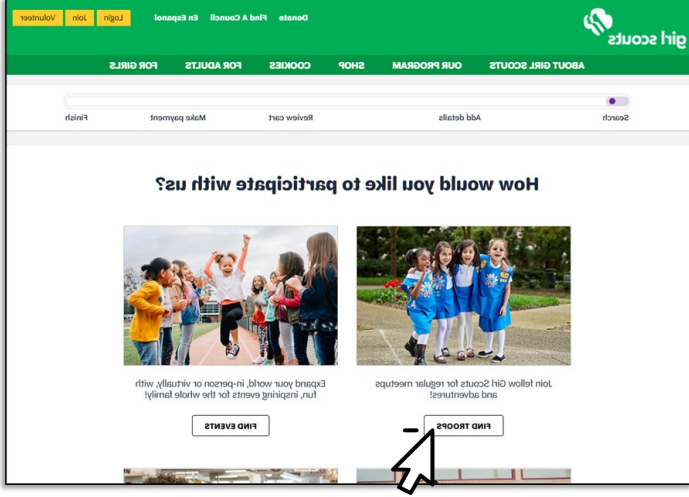 girl scouts
Donate Find A Council En Espanol Login Join Volunteer
ABOUT GIRL SCOUTS OUR PROGRAM SHOP COOKIES FOR ADULTS FOR GIRLS
Search Add details Review cart Make payment Finish
How would you like to participate with us?
Join fellow Girl Scouts for regular meetups
and adventures!
FIND TROOPS
Expand your world, in-person or virtually, with
fun, inspiring events for the whole family!
FIND EVENTS